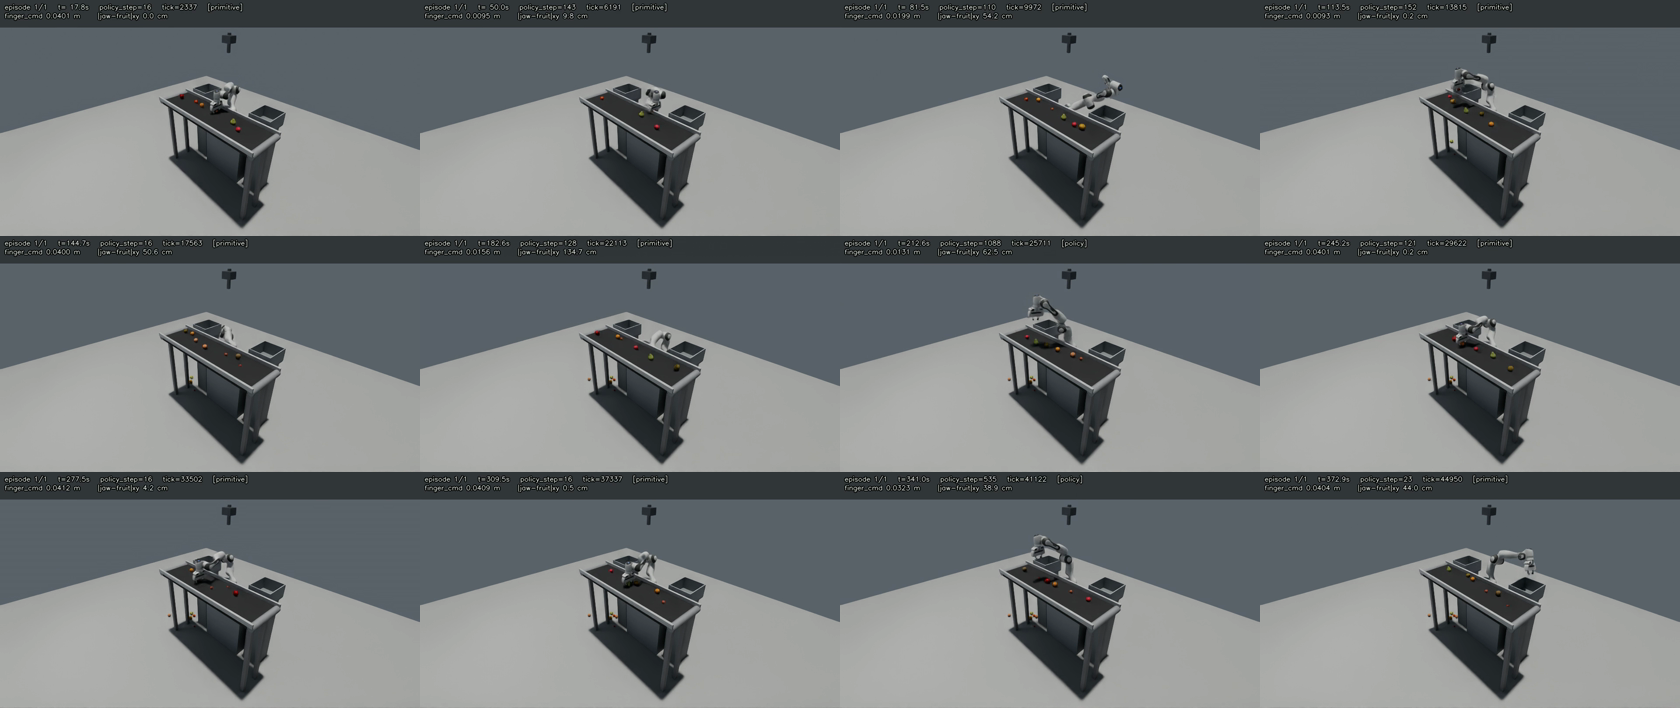 episode 1/1 t= 17.8s policy_step=16 tick=2337 [primitive]
finger_cmd 0.0401 m |jaw-fruit|xy 0.0 cm
episode 1/1 t= 50.0s policy_step=143 tick=6191 [primitive]
finger_cmd 0.0095 m |jaw-fruit|xy 9.8 cm
episode 1/1 t= 81.5s policy_step=110 tick=9972 [primitive]
finger_cmd 0.0199 m |jaw-fruit|xy 54.2 cm
episode 1/1 t=113.5s policy_step=152 tick=13815 [primitive]
finger_cmd 0.0093 m |jaw-fruit|xy 0.2 cm
episode 1/1 t=144.7s policy_step=16 tick=17563 [primitive]
finger_cmd 0.0400 m |jaw-fruit|xy 50.6 cm
episode 1/1 t=182.6s policy_step=128 tick=22113 [primitive]
finger_cmd 0.0156 m |jaw-fruit|xy 134.7 cm
episode 1/1 t=212.6s policy_step=1088 tick=25711 [policy]
finger_cmd 0.0131 m |jaw-fruit|xy 62.5 cm
episode 1/1 t=245.2s policy_step=121 tick=29622 [primitive]
finger_cmd 0.0401 m |jaw-fruit|xy 0.2 cm
episode 1/1 t=277.5s policy_step=16 tick=33502 [primitive]
finger_cmd 0.0412 m |jaw-fruit|xy 4.2 cm
episode 1/1 t=309.5s policy_step=16 tick=37337 [primitive]
finger_cmd 0.0409 m |jaw-fruit|xy 0.5 cm
episode 1/1 t=341.0s policy_step=535 tick=41122 [policy]
finger_cmd 0.0323 m |jaw-fruit|xy 38.9 cm
episode 1/1 t=372.9s policy_step=23 tick=44950 [primitive]
finger_cmd 0.0404 m |jaw-fruit|xy 44.0 cm